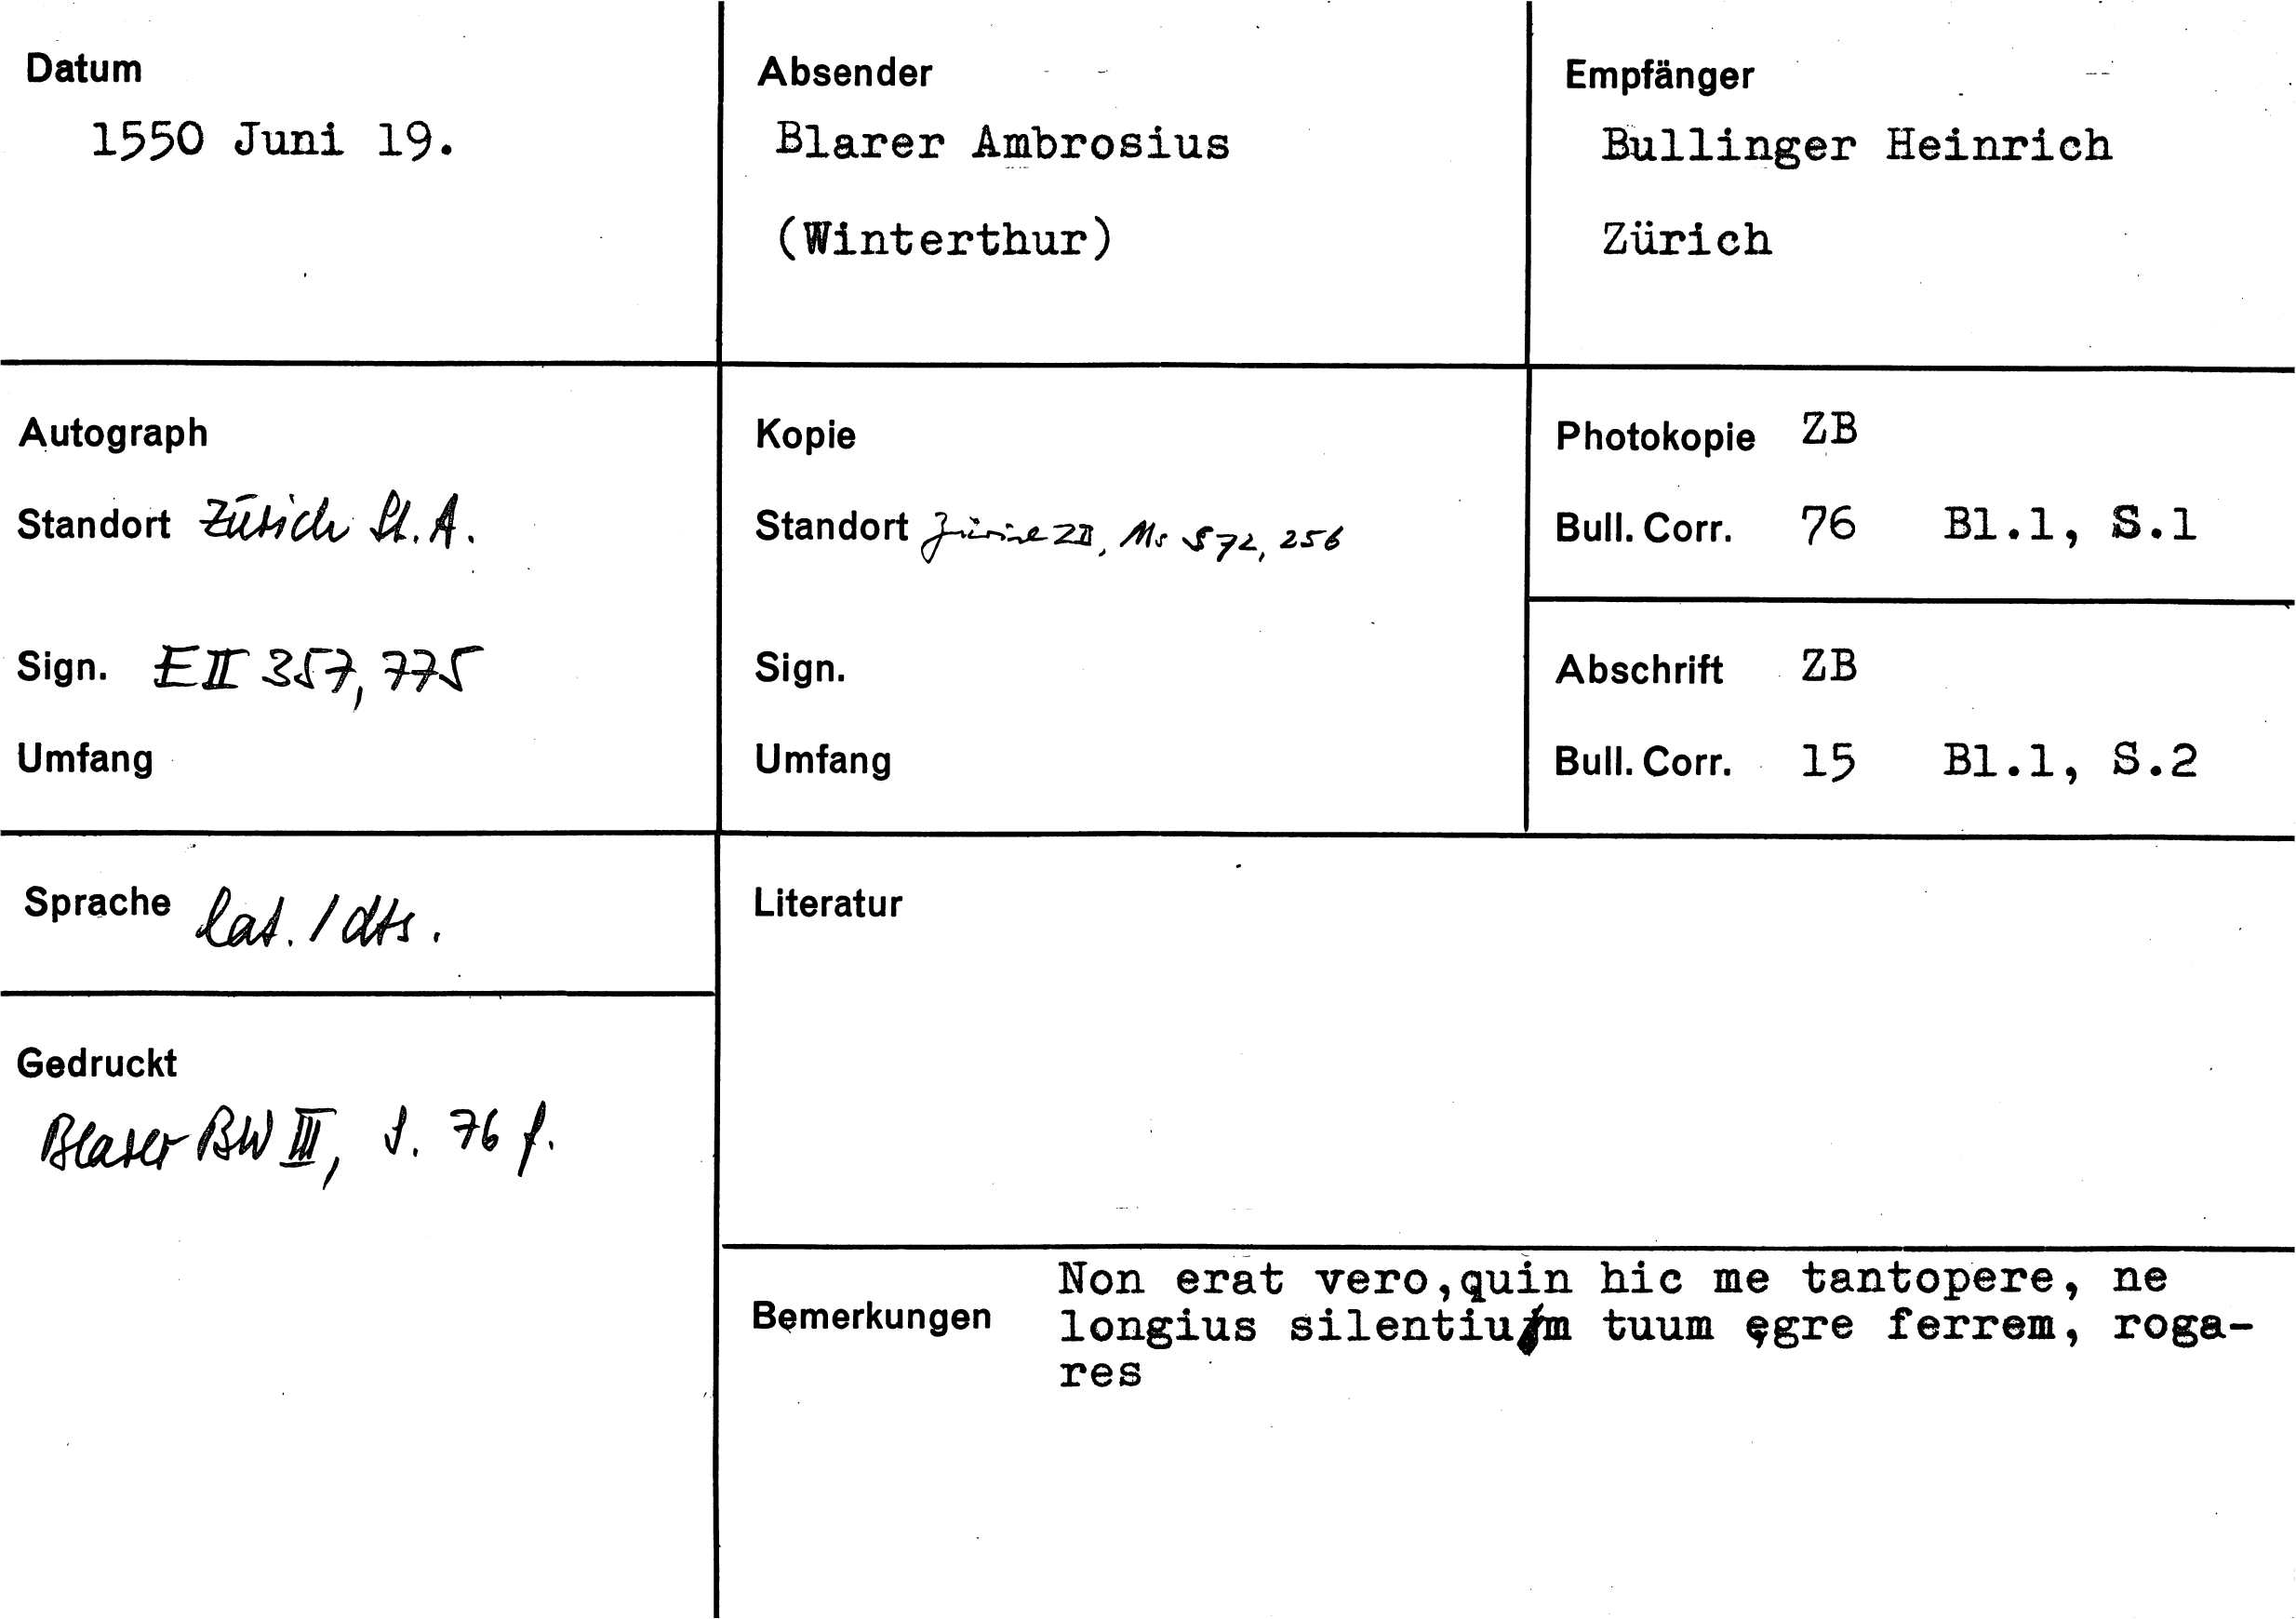 Datum
1550 Juni 19.
Absender
Blarer Ambrosius
(Winterthur)
Empfänger
Bullinger Heinrich
Zürich
Autograph
Standort Zürich St. A.
Sign. E II 357, 775
Umfang
Kopie
Standort Zürich ZB, Ms S 72, 256
Sign.
Umfang
Photokopie ZB
Bull. Corr. 76 Bl.1, S.1
Abschrift ZB
Bull. Corr. 15 Bl.1, S.2
Sprache lat. / dts.
Gedruckt
Blarer BW III, S. 76 f.
Literatur
Bemerkungen
Non erat vero,quin hic me tantopere, ne
longius silentium tuum ęgre ferrem, roga-
res